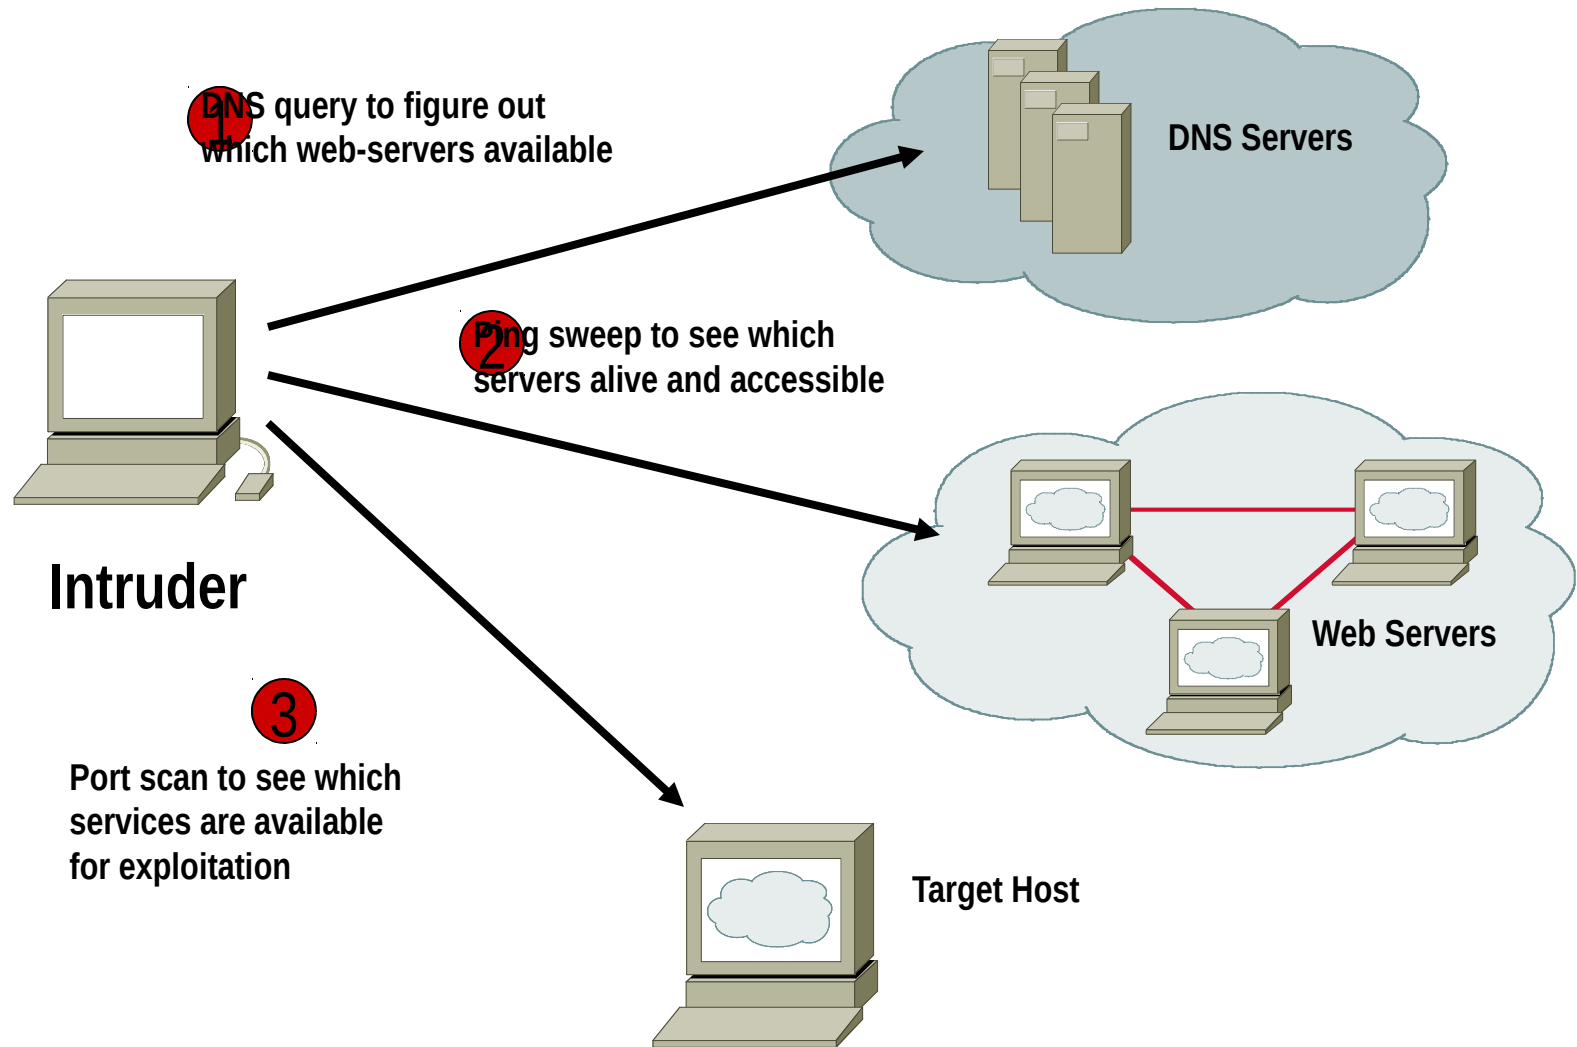 1
DNS query to figure out
which web-servers available
DNS Servers
2
Ping sweep to see which
servers alive and accessible
Intruder
Web Servers
3
Port scan to see which
services are available
for exploitation
Target Host